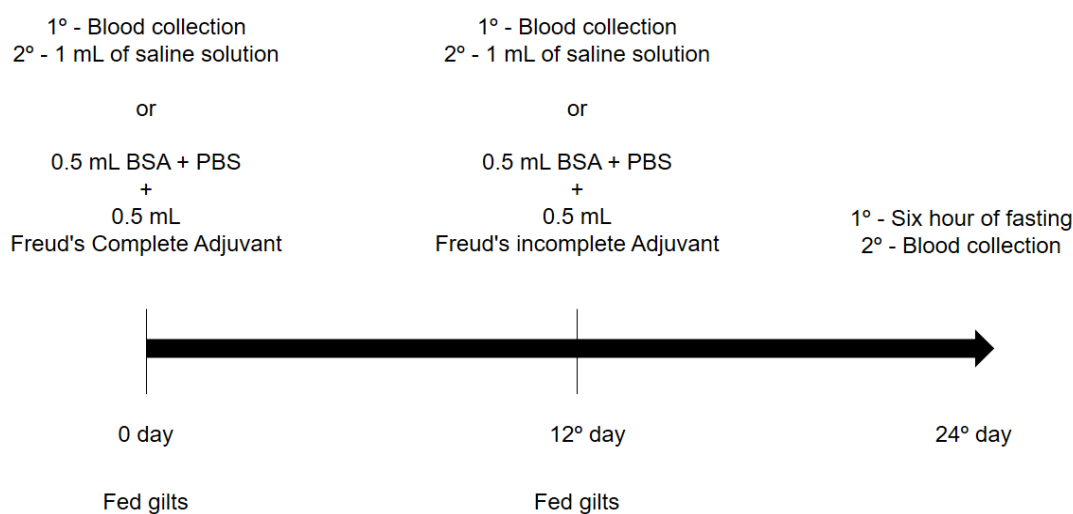 1º - Blood collection
2º - 1 mL of saline solution
or
0.5 mL BSA + PBS
+
0.5 mL
Freud's Complete Adjuvant
1º - Blood collection
2º - 1 mL of saline solution
or
0.5 mL BSA + PBS
+
0.5 mL
Freud's incomplete Adjuvant
1º - Six hour of fasting
2º - Blood collection
0 day
12º day
24º day
Fed gilts
Fed gilts